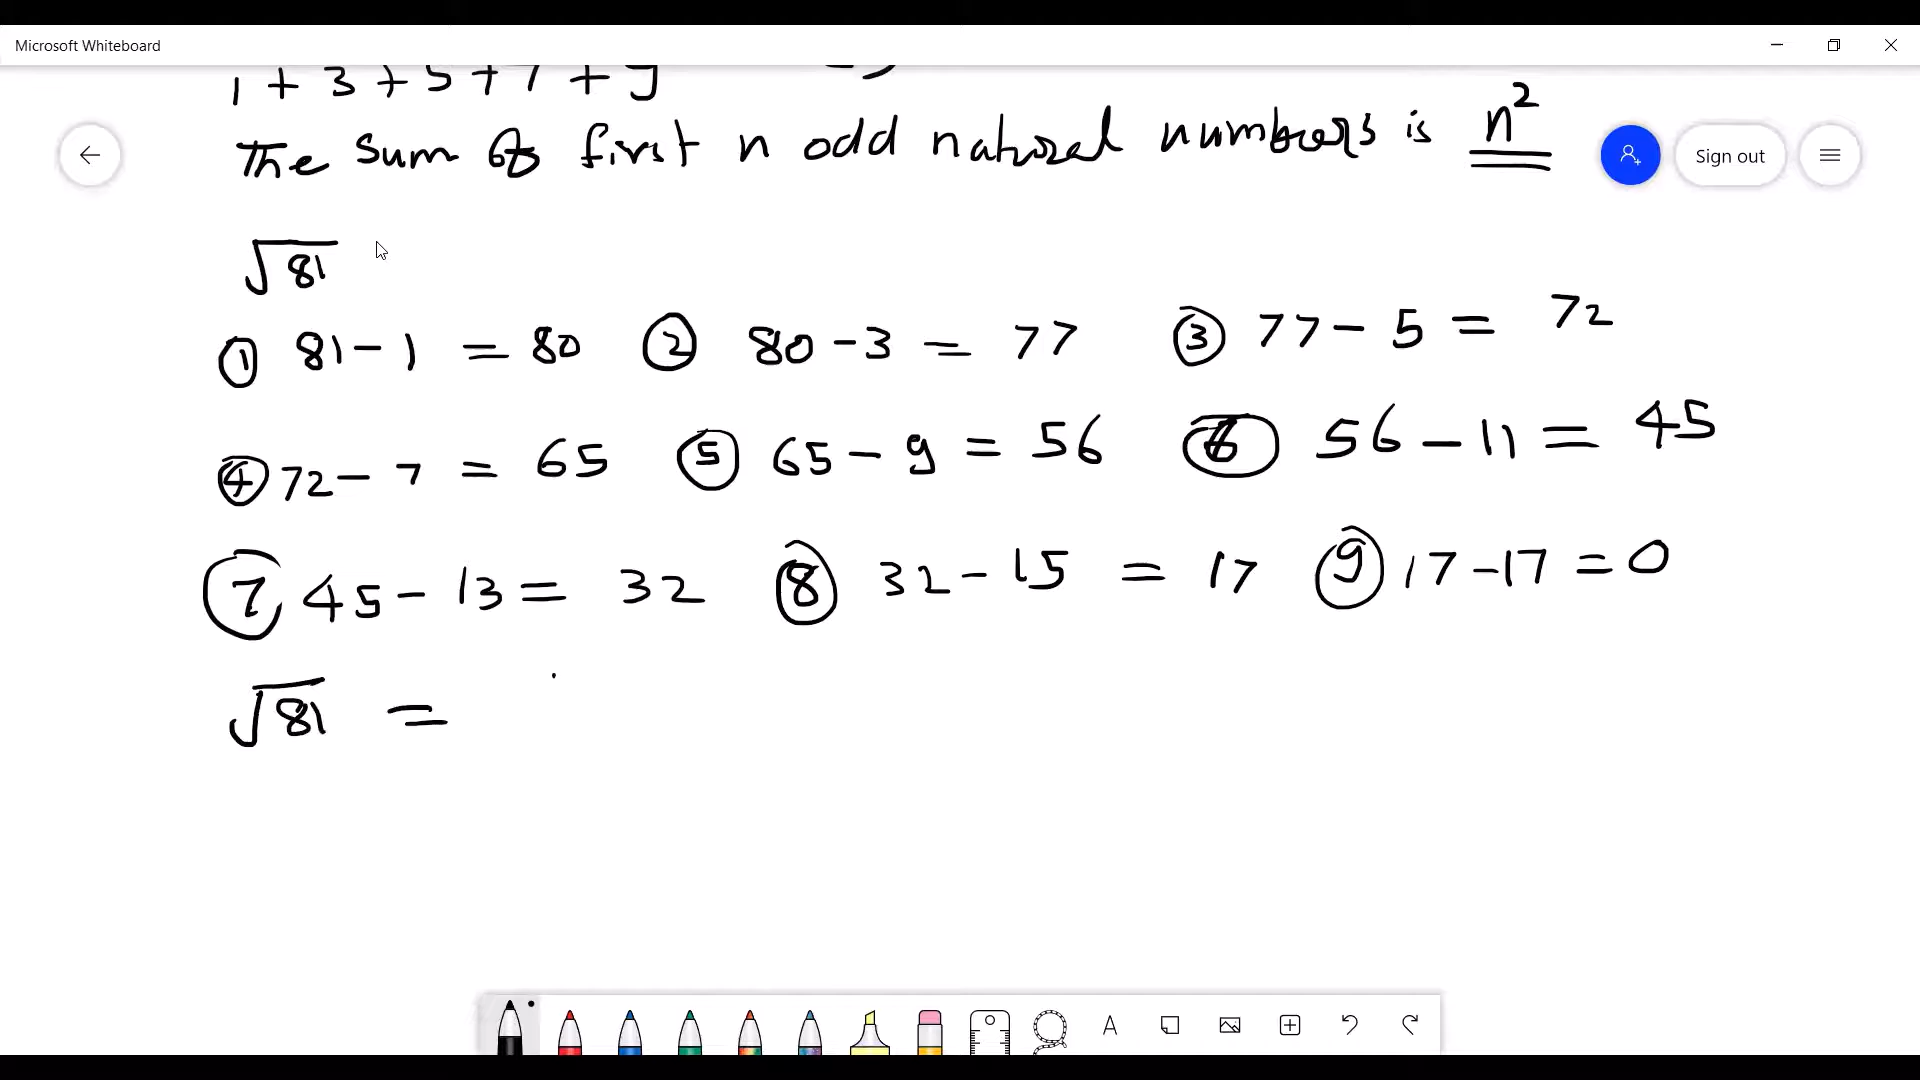 Microsoft Whiteboard
1 + 3 + 5 + 7 + 9
The sum of first n odd natural numbers is n²
Sign out
√81
① 81 - 1 = 80 ② 80 - 3 = 77 ③ 77 - 5 = 72
④ 72 - 7 = 65 ⑤ 65 - 9 = 56 ⑥ 56 - 11 = 45
⑦ 45 - 13 = 32 ⑧ 32 - 15 = 17 ⑨ 17 - 17 = 0
√81 =
A